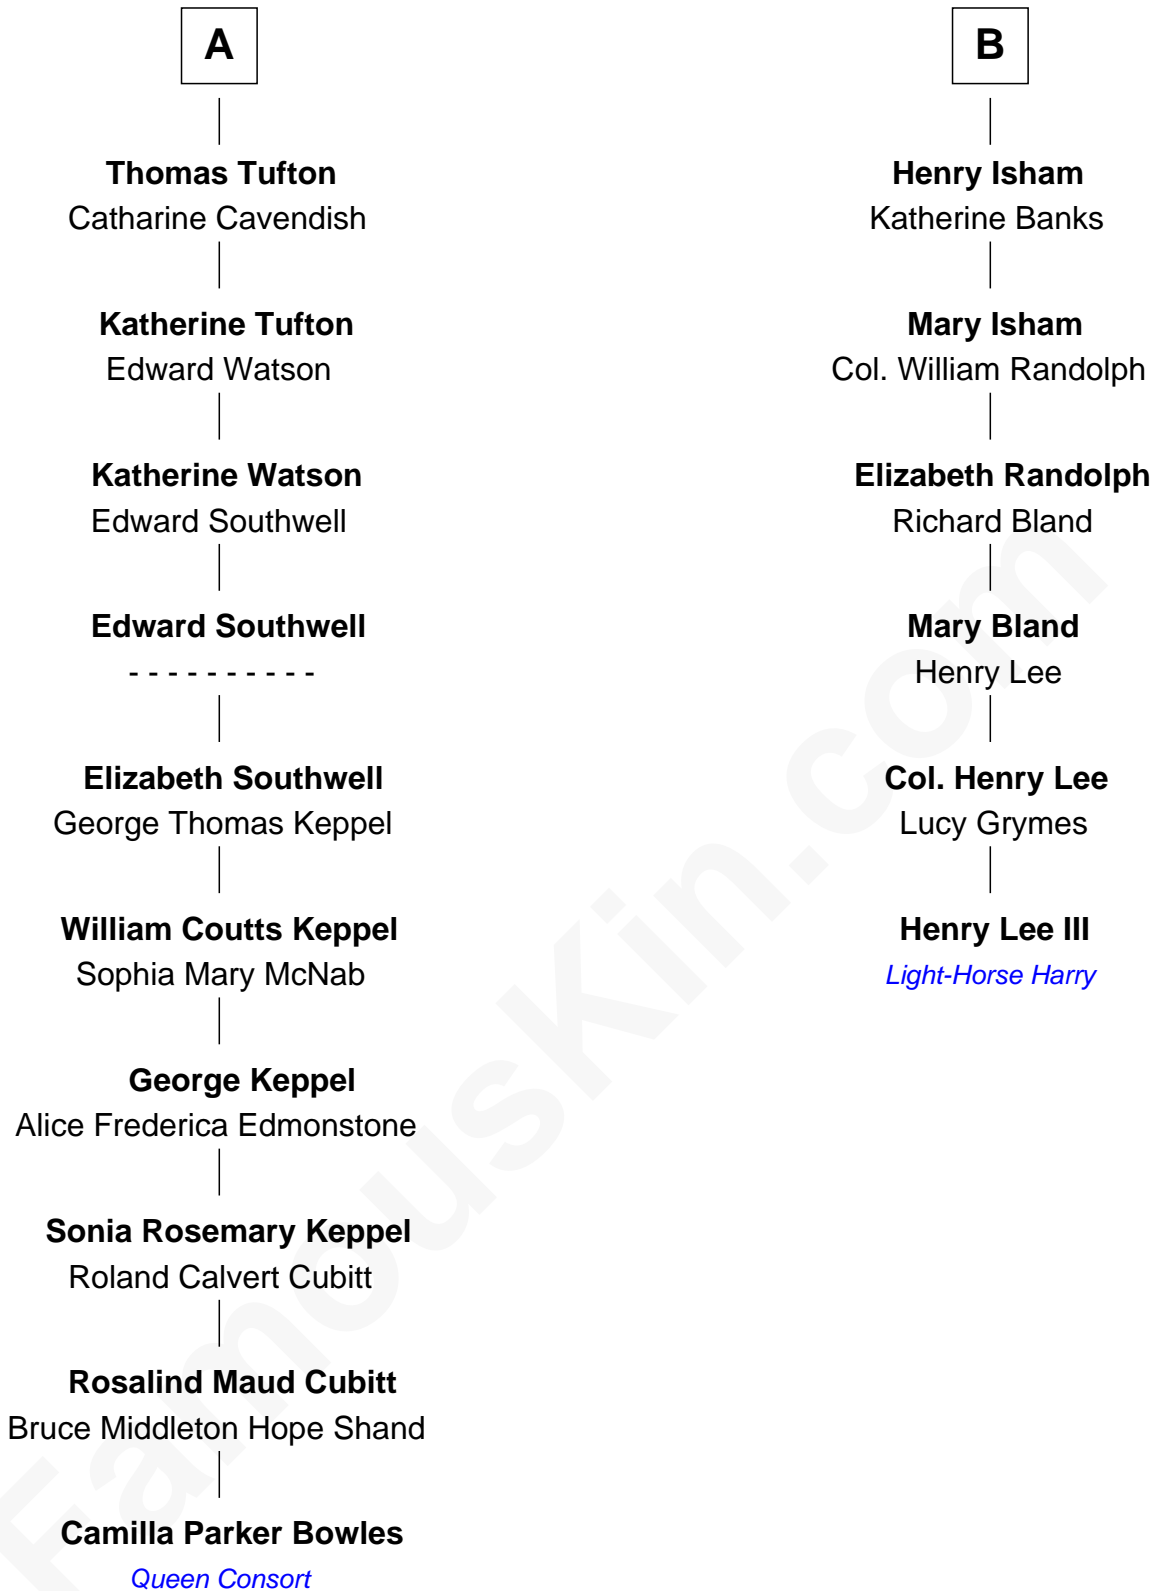 A
Thomas Tufton
Catharine Cavendish
Katherine Tufton
Edward Watson
Katherine Watson
Edward Southwell
Edward Southwell
- - - - - - - - - -
Elizabeth Southwell
George Thomas Keppel
William Coutts Keppel
Sophia Mary McNab
George Keppel
Alice Frederica Edmonstone
Sonia Rosemary Keppel
Roland Calvert Cubitt
Rosalind Maud Cubitt
Bruce Middleton Hope Shand
Camilla Parker Bowles
Queen Consort
B
Henry Isham
Katherine Banks
Mary Isham
Col. William Randolph
Elizabeth Randolph
Richard Bland
Mary Bland
Henry Lee
Col. Henry Lee
Lucy Grymes
Henry Lee III
Light-Horse Harry
FamousKin.com